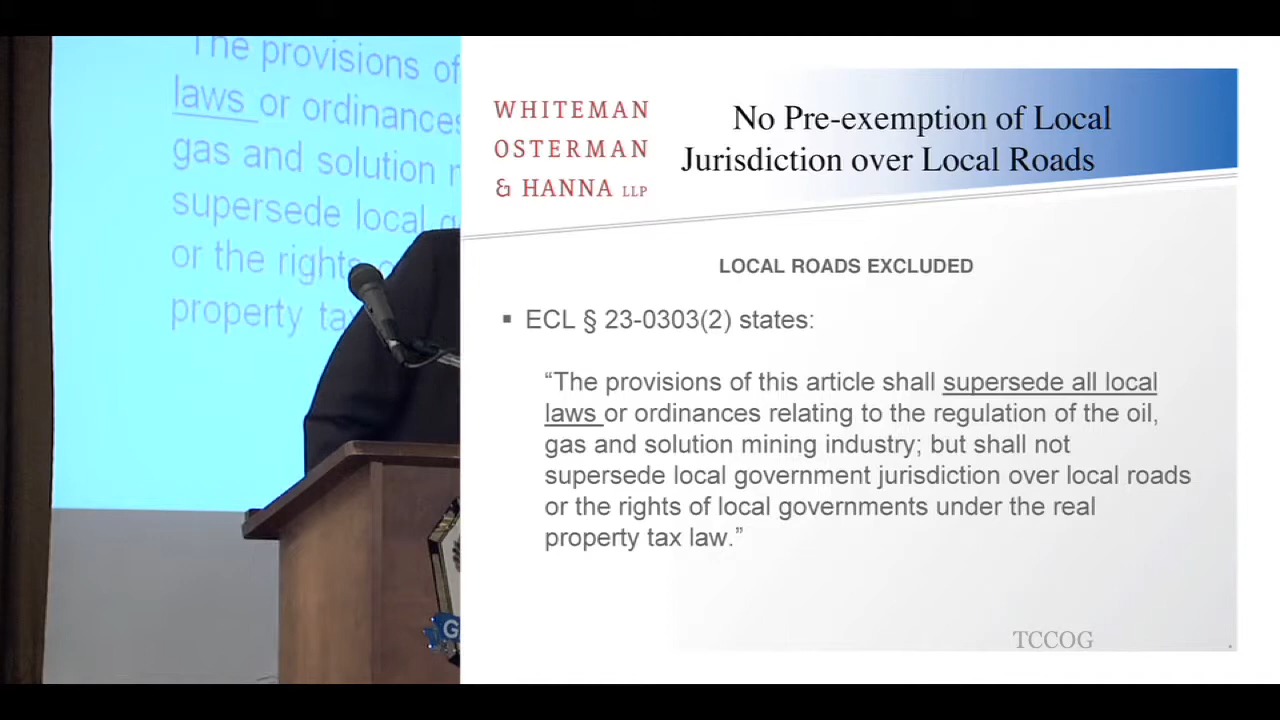 The provisions of
laws or ordinances
gas and solution
supersede local
or the rights
property
G
WHITEMAN
OSTERMAN
& HANNA LLP
No Pre-exemption of Local
Jurisdiction over Local Roads
LOCAL ROADS EXCLUDED
▪ ECL § 23-0303(2) states:
“The provisions of this article shall supersede all local
laws or ordinances relating to the regulation of the oil,
gas and solution mining industry; but shall not
supersede local government jurisdiction over local roads
or the rights of local governments under the real
property tax law.”
TCCOG